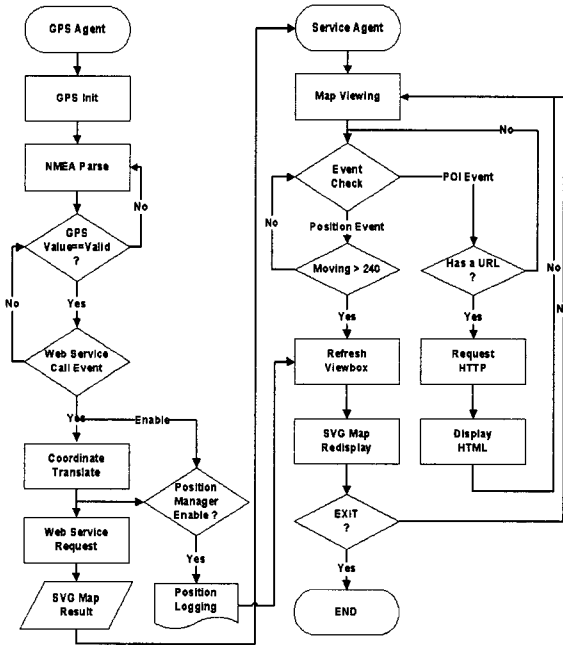 GPS Agent
GPS Init
NMEA Parse
No
GPS
Value==Valid
?
No
Yes
Web Service
Call Event
Yes
Enable
Coordinate
Translate
Position
Manager
Enable ?
Web Service
Request
Yes
SVG Map
Result
Position
Logging
Service Agent
Map Viewing
No
Event
Check
POI Event
No
Position Event
Moving > 240
Has a URL
?
No
Yes
Yes
Refresh
Viewbox
Request
HTTP
SVG Map
Redisplay
Display
HTML
EXIT
?
Yes
END